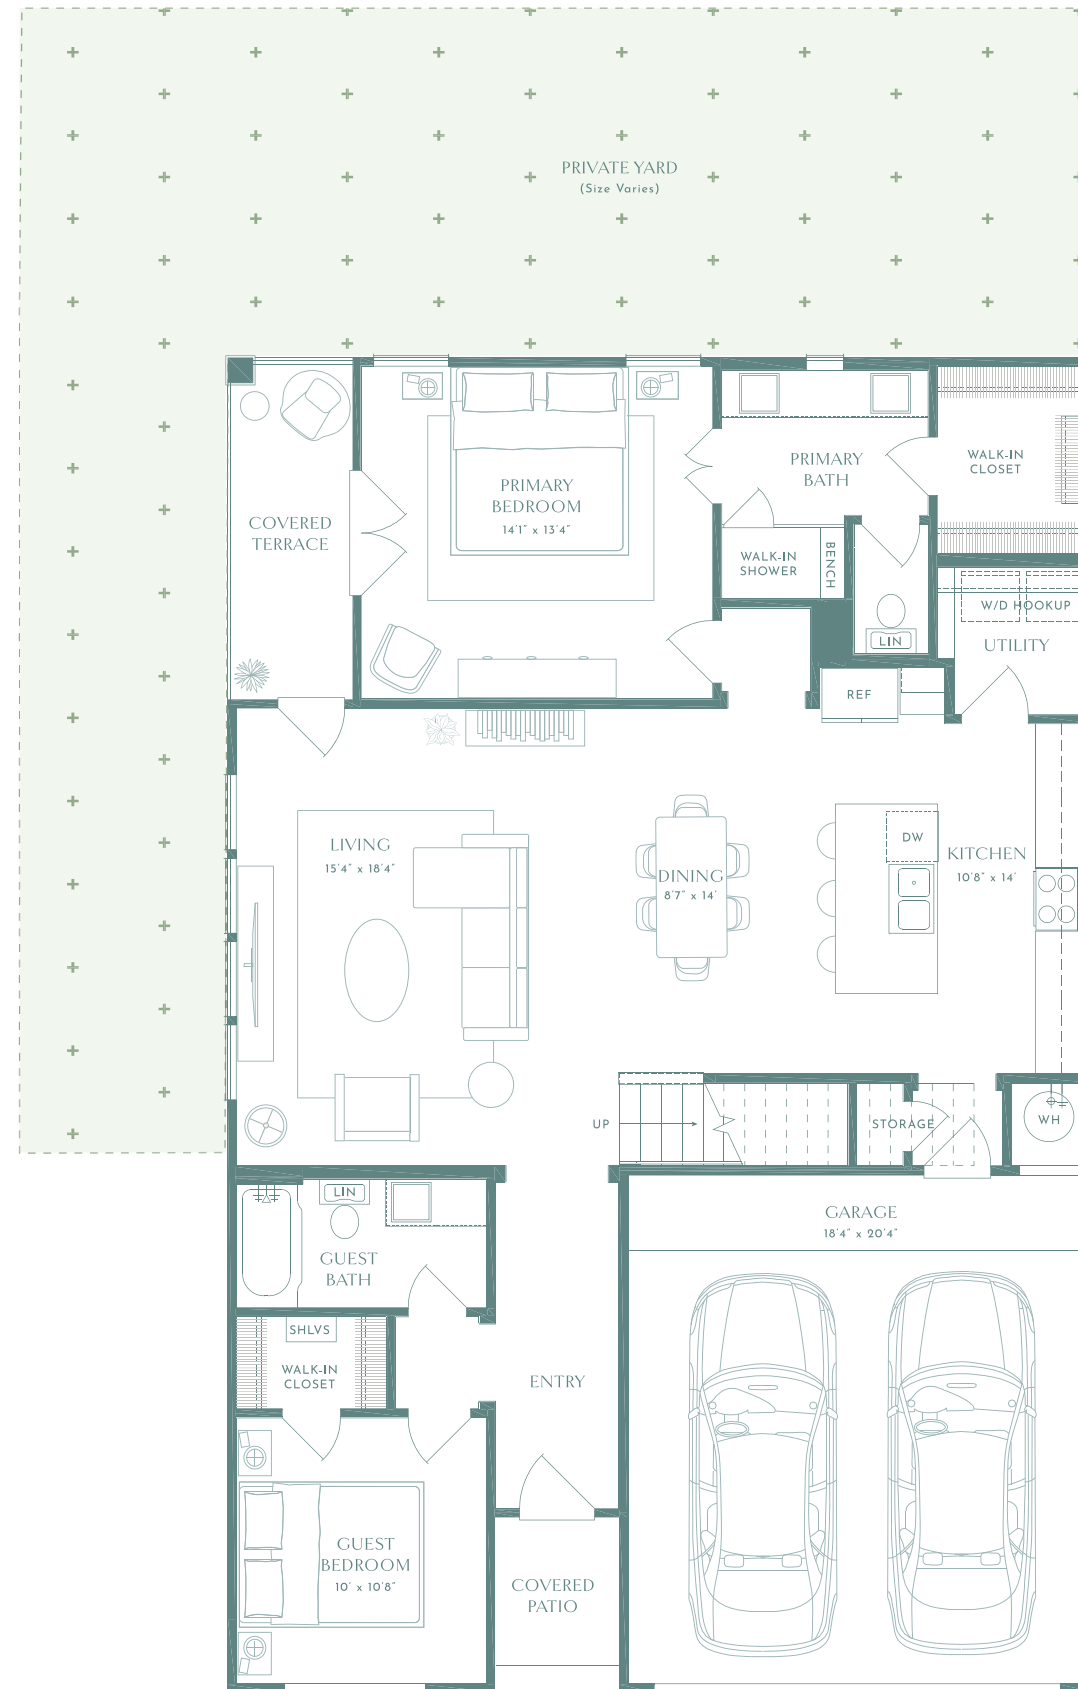 PRIVATE YARD
(Size Varies)
PRIMARY
BEDROOM
14'1" x 13'4"
PRIMARY
BATH
WALK-IN
CLOSET
COVERED
TERRACE
WALK-IN
SHOWER
BENCH
W/D HOOKUP
UTILITY
LIN
REF
LIVING
15'4" x 18'4"
DINING
8'7" x 14'
DW
KITCHEN
10'8" x 14'
UP
STORAGE
WH
LIN
GUEST
BATH
GARAGE
18'4" x 20'4"
SHLVS
WALK-IN
CLOSET
ENTRY
GUEST
BEDROOM
10' x 10'8"
COVERED
PATIO